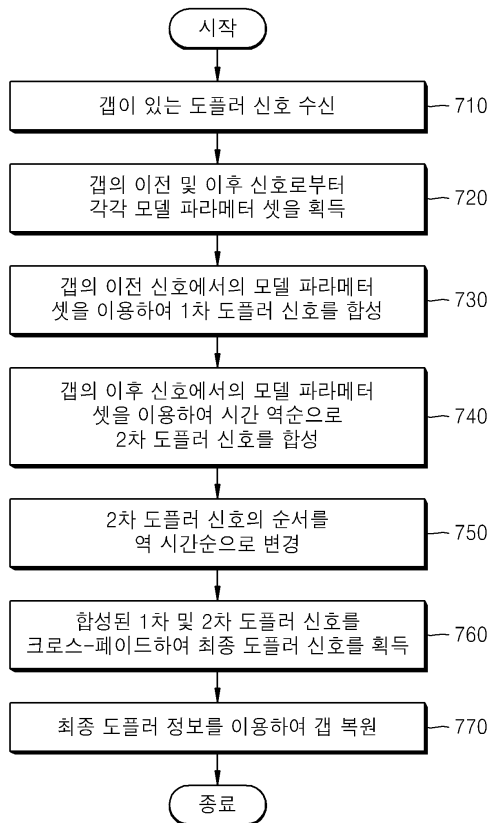 시작
갭이 있는 도플러 신호 수신
710
갭의 이전 및 이후 신호로부터
각각 모델 파라메터 셋을 획득
720
갭의 이전 신호에서의 모델 파라메터
셋을 이용하여 1차 도플러 신호를 합성
730
갭의 이후 신호에서의 모델 파라메터
셋을 이용하여 시간 역순으로
2차 도플러 신호를 합성
740
2차 도플러 신호의 순서를
역 시간순으로 변경
750
합성된 1차 및 2차 도플러 신호를
크로스-페이드하여 최종 도플러 신호를 획득
760
최종 도플러 정보를 이용하여 갭 복원
770
종료